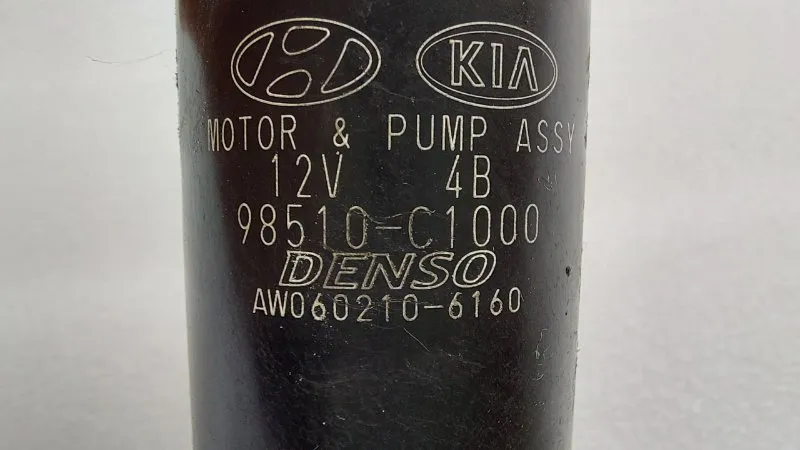 KIA
MOTOR & PUMP ASSY
12V 4B
98510-C1000
DENSO
AW060210-6160